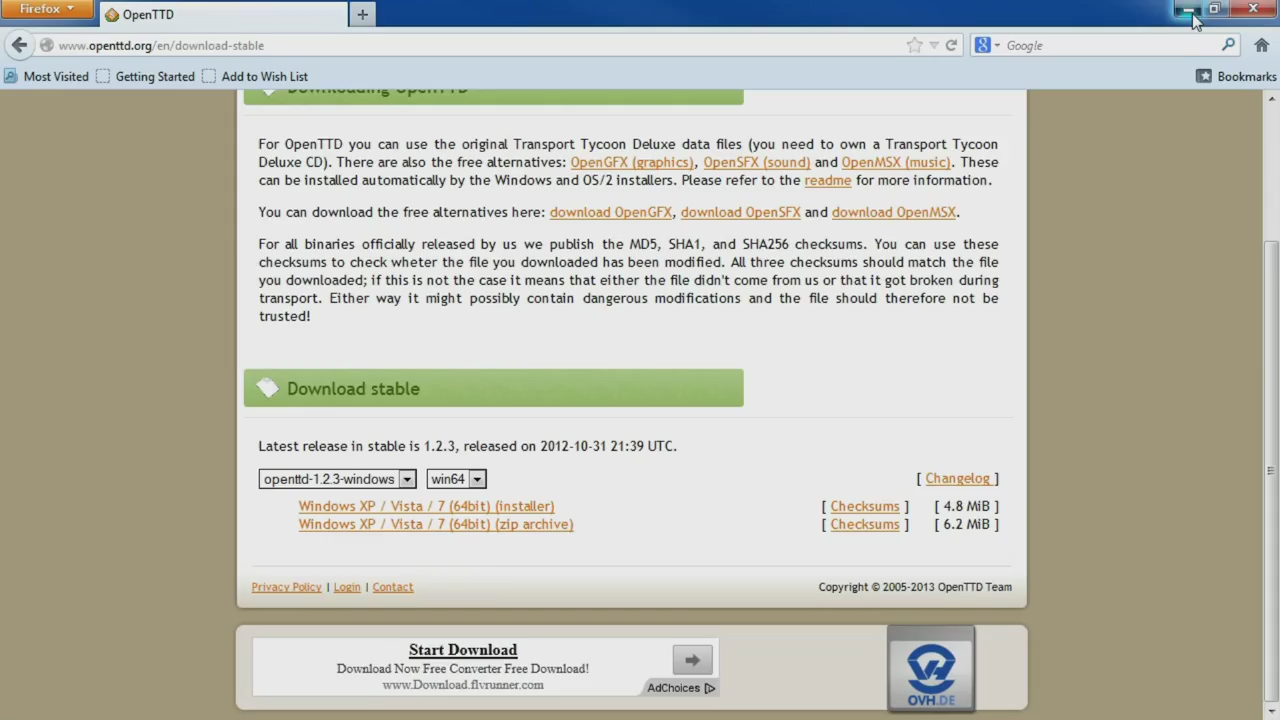 Firefox
OpenTTD
www.openttd.org/en/download-stable
Google
Most Visited
Getting Started
Add to Wish List
Bookmarks
Downloading OpenTTD
For OpenTTD you can use the original Transport Tycoon Deluxe data files (you need to own a Transport Tycoon
Deluxe CD). There are also the free alternatives: OpenGFX (graphics), OpenSFX (sound) and OpenMSX (music). These
can be installed automatically by the Windows and OS/2 installers. Please refer to the readme for more information.
You can download the free alternatives here: download OpenGFX, download OpenSFX and download OpenMSX.
For all binaries officially released by us we publish the MD5, SHA1, and SHA256 checksums. You can use these
checksums to check wheter the file you downloaded has been modified. All three checksums should match the file
you downloaded; if this is not the case it means that either the file didn't come from us or that it got broken during
transport. Either way it might possibly contain dangerous modifications and the file should therefore not be
trusted!
Download stable
Latest release in stable is 1.2.3, released on 2012-10-31 21:39 UTC.
openttd-1.2.3-windows win64 [ Changelog ]
Windows XP / Vista / 7 (64bit) (installer) [ Checksums ] [ 4.8 MiB ]
Windows XP / Vista / 7 (64bit) (zip archive) [ Checksums ] [ 6.2 MiB ]
Privacy Policy | Login | Contact Copyright © 2005-2013 OpenTTD Team
Start Download
Download Now Free Converter Free Download!
www.Download.flvrunner.com
AdChoices
OVH.DE